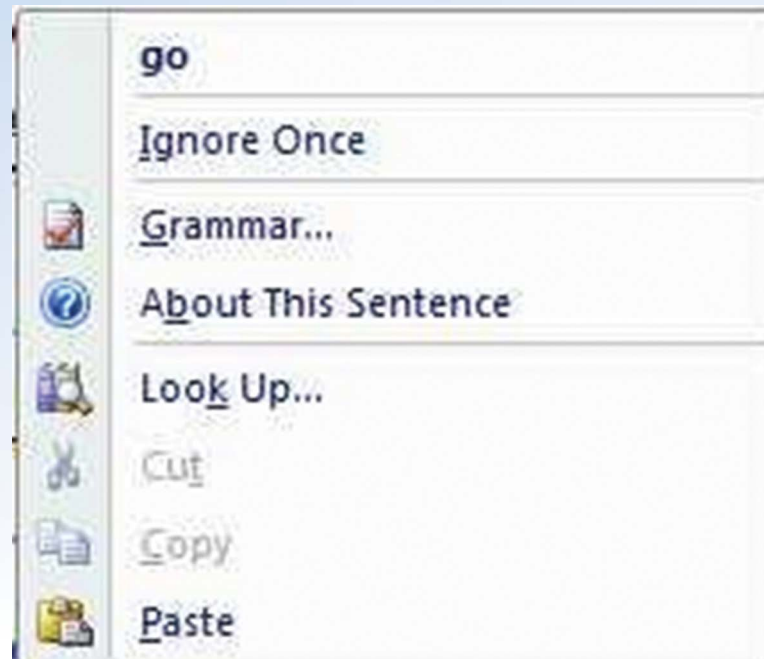 go
Ignore Once
Grammar...
About This Sentence
Look Up...
Cut
Copy
Paste